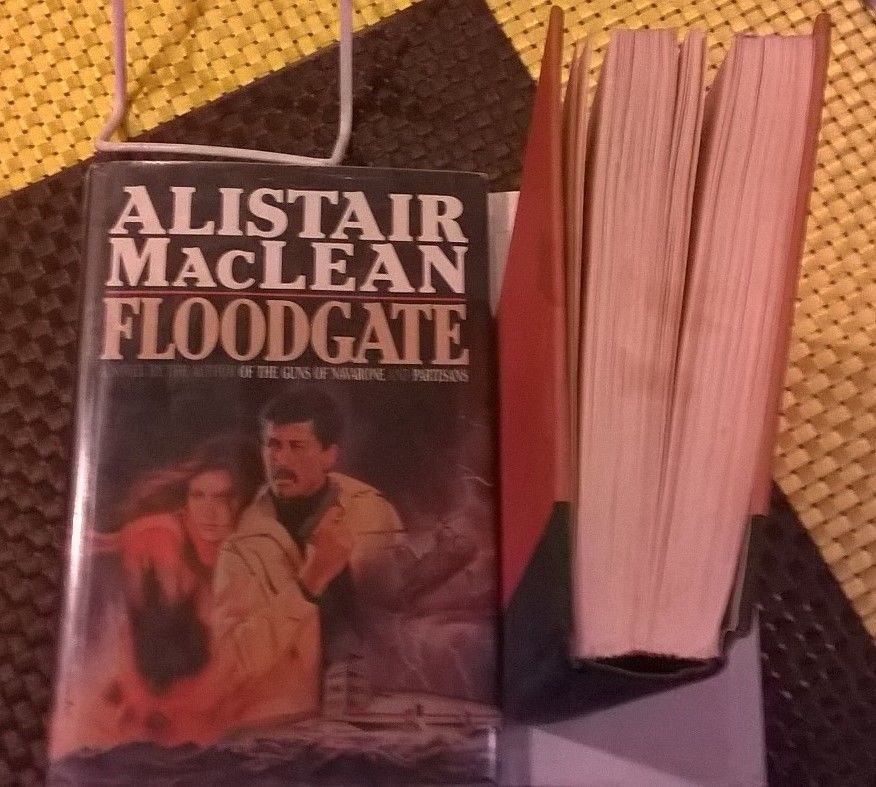 ALISTAIR
MACLEAN
FLOODGATE
A NOVEL BY THE AUTHOR OF THE GUNS OF NAVARONE AND PARTISANS